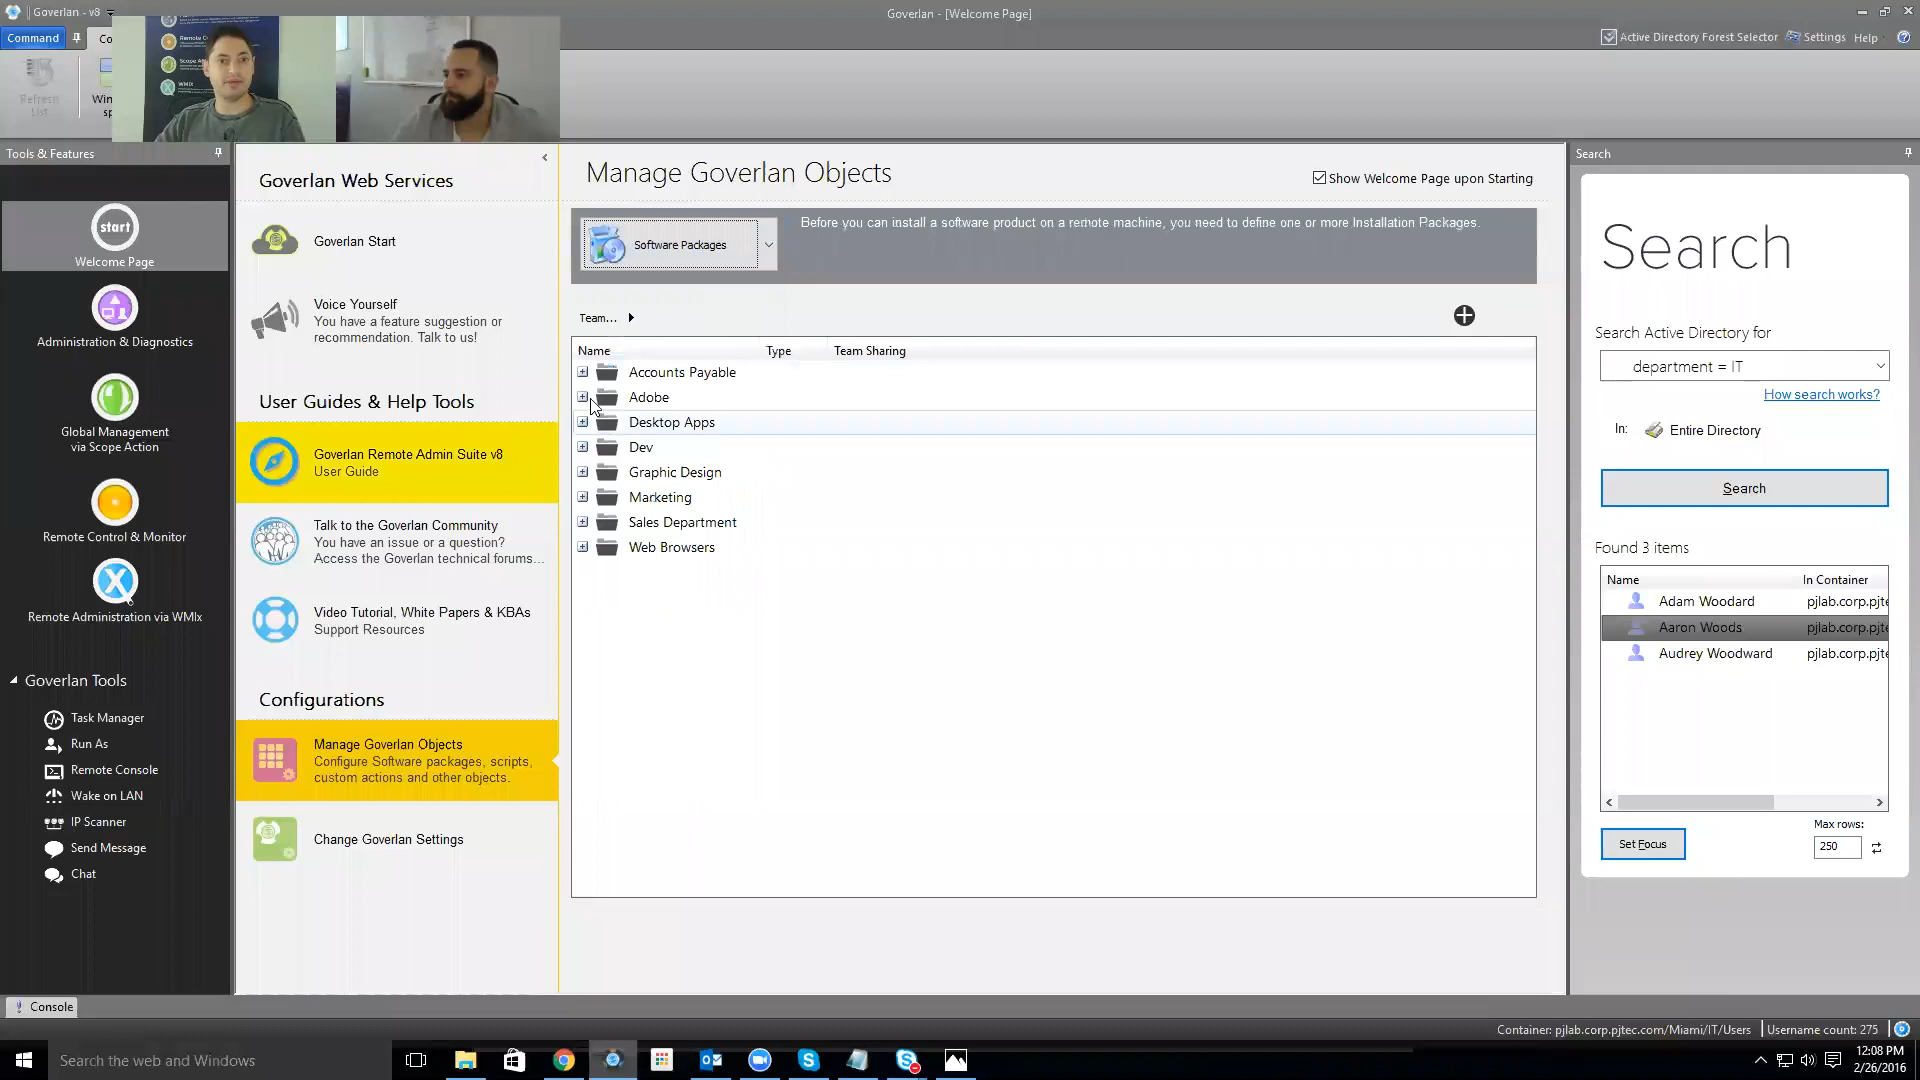 Goverlan - v8
Goverlan - [Welcome Page]
Command
Co
Active Directory Forest Selector
Settings
Help
Refresh
List
Win
sp
Remote Co
Scope A
WMIX
Tools & Features
start
Welcome Page
Administration & Diagnostics
Global Management
via Scope Action
Remote Control & Monitor
Remote Administration via WMIx
Goverlan Tools
Task Manager
Run As
Remote Console
Wake on LAN
IP Scanner
Send Message
Chat
Goverlan Web Services
Goverlan Start
Voice Yourself
You have a feature suggestion or
recommendation. Talk to us!
User Guides & Help Tools
Goverlan Remote Admin Suite v8
User Guide
Talk to the Goverlan Community
You have an issue or a question?
Access the Goverlan technical forums...
Video Tutorial, White Papers & KBAs
Support Resources
Configurations
Manage Goverlan Objects
Configure Software packages, scripts,
custom actions and other objects.
Change Goverlan Settings
Manage Goverlan Objects
Show Welcome Page upon Starting
Software Packages
Before you can install a software product on a remote machine, you need to define one or more Installation Packages.
Team...
Name Type Team Sharing
Accounts Payable
Adobe
Desktop Apps
Dev
Graphic Design
Marketing
Sales Department
Web Browsers
Search
Search
Search Active Directory for
department = IT
How search works?
In: Entire Directory
Search
Found 3 items
Name In Container
Adam Woodard pjlab.corp.pjte
Aaron Woods pjlab.corp.pjte
Audrey Woodward pjlab.corp.pjte
Max rows:
Set Focus
250
Console
Container: pjlab.corp.pjtec.com/Miami/IT/Users
Username count: 275
Search the web and Windows
12:08 PM
2/26/2016